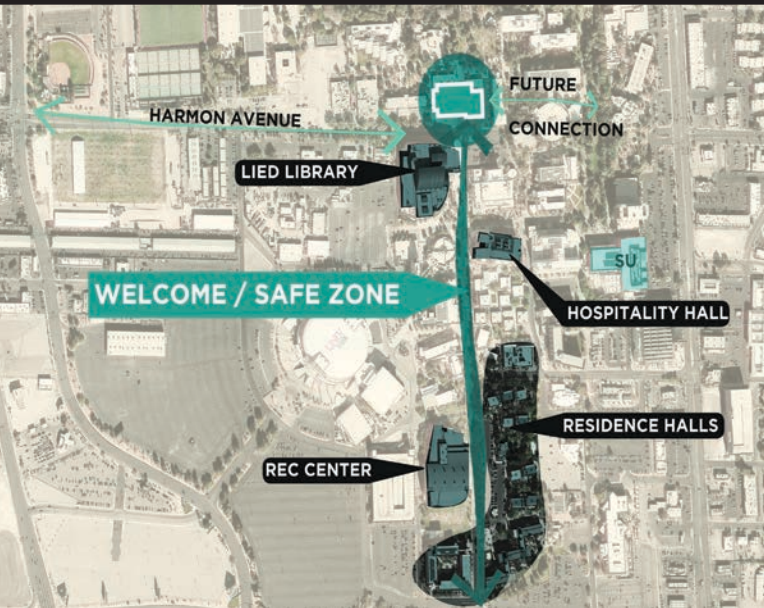 FUTURE
HARMON AVENUE
CONNECTION
LIED LIBRARY
SU
WELCOME / SAFE ZONE
HOSPITALITY HALL
RESIDENCE HALLS
REC CENTER